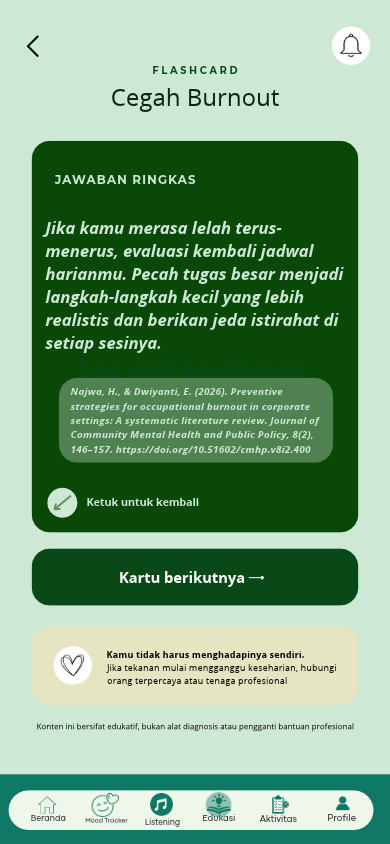 FLASHCARD
Cegah Burnout
JAWABAN RINGKAS
Jika kamu merasa lelah terus-
menerus, evaluasi kembali jadwal
harianmu. Pecah tugas besar menjadi
langkah-langkah kecil yang lebih
realistis dan berikan jeda istirahat di
setiap sesinya.
Najwa, H., & Dwiyanti, E. (2026). Preventive
strategies for occupational burnout in corporate
settings: A systematic literature review. Journal of
Community Mental Health and Public Policy, 8(2),
146–157. https://doi.org/10.51602/cmhp.v8i2.400
Ketuk untuk kembali
Kartu berikutnya →
Kamu tidak harus menghadapinya sendiri.
Jika tekanan mulai mengganggu keseharian, hubungi
orang terpercaya atau tenaga profesional
Konten ini bersifat edukatif, bukan alat diagnosis atau pengganti bantuan profesional
Beranda
Mood Tracker
Listening
Edukasi
Aktivitas
Profile